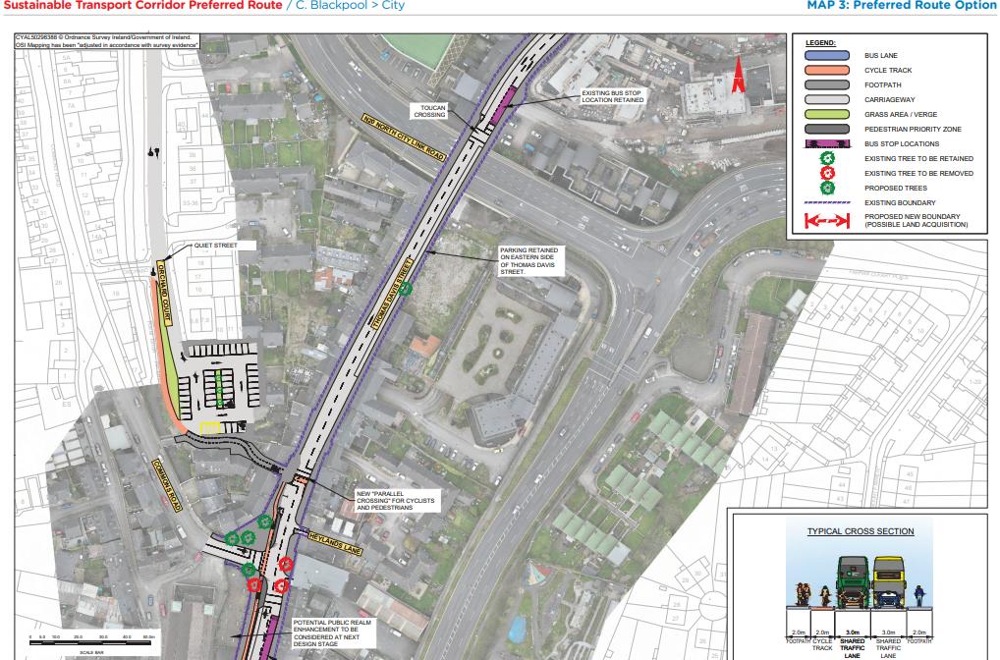 Sustainable Transport Corridor Preferred Route / C. Blackpool > City
MAP 3: Preferred Route Option
CYAL50298388 © Ordnance Survey Ireland/Government of Ireland.
OSI Mapping has been "adjusted in accordance with survey evidence"
LEGEND:
BUS LANE
CYCLE TRACK
FOOTPATH
CARRIAGEWAY
GRASS AREA / VERGE
PEDESTRIAN PRIORITY ZONE
BUS STOP LOCATIONS
EXISTING TREE TO BE RETAINED
EXISTING TREE TO BE REMOVED
PROPOSED TREES
EXISTING BOUNDARY
PROPOSED NEW BOUNDARY
(POSSIBLE LAND ACQUISITION)
EXISTING BUS STOP
LOCATION RETAINED
TOUCAN
CROSSING
N20 NORTH CITY LINK ROAD
QUIET STREET
ORCHARD COURT
PARKING RETAINED
ON EASTERN SIDE
OF THOMAS DAVIS
STREET.
THOMAS DAVIS STREET
COMMONS ROAD
NEW "PARALLEL
CROSSING" FOR CYCLISTS
AND PEDESTRIANS
HEYLANDS LANE
POTENTIAL PUBLIC REALM
ENHANCEMENT TO BE
CONSIDERED AT NEXT
DESIGN STAGE
SCALE BAR
TYPICAL CROSS SECTION
2.0m 2.0m 3.0m 3.0m 2.0m
FOOTPATH CYCLE TRACK SHARED TRAFFIC LANE SHARED TRAFFIC LANE FOOTPATH